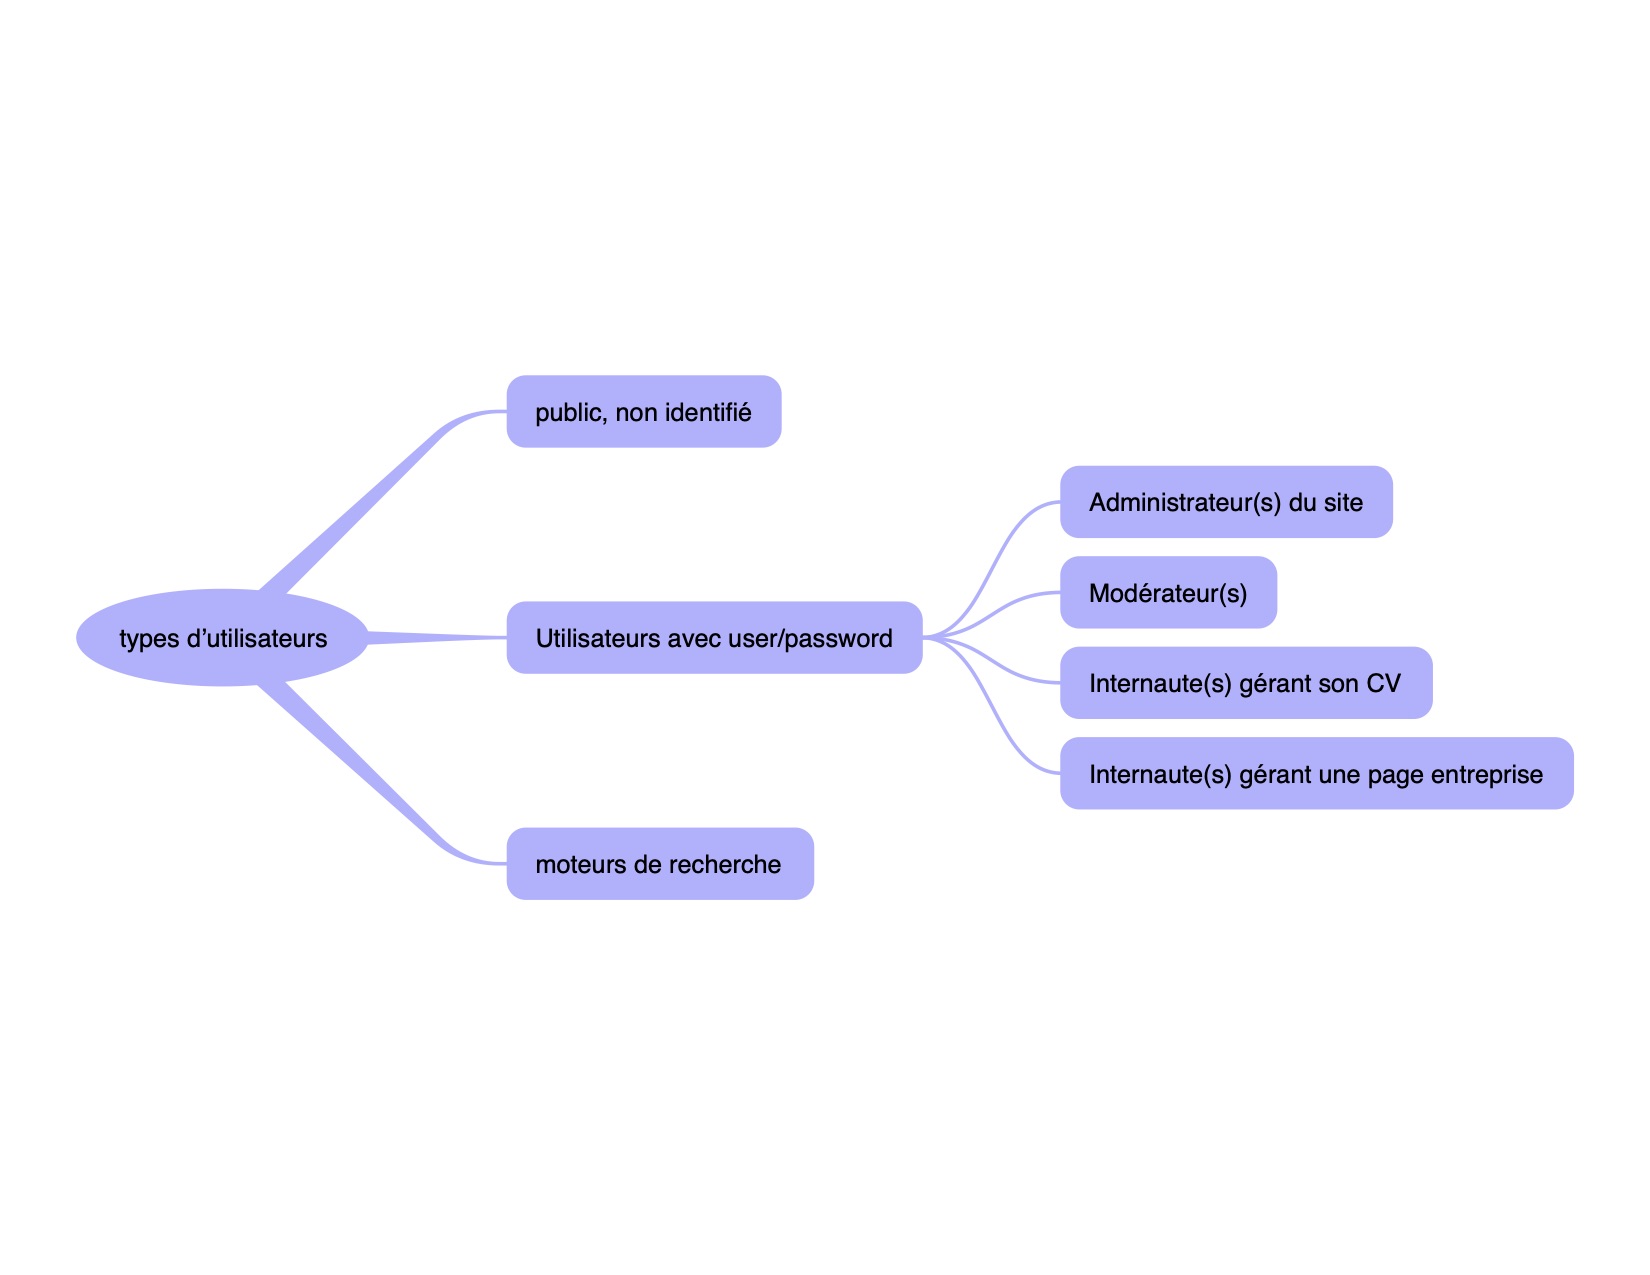 types d’utilisateurs
public, non identifié
Utilisateurs avec user/password
Administrateur(s) du site
Modérateur(s)
Internaute(s) gérant son CV
Internaute(s) gérant une page entreprise
moteurs de recherche